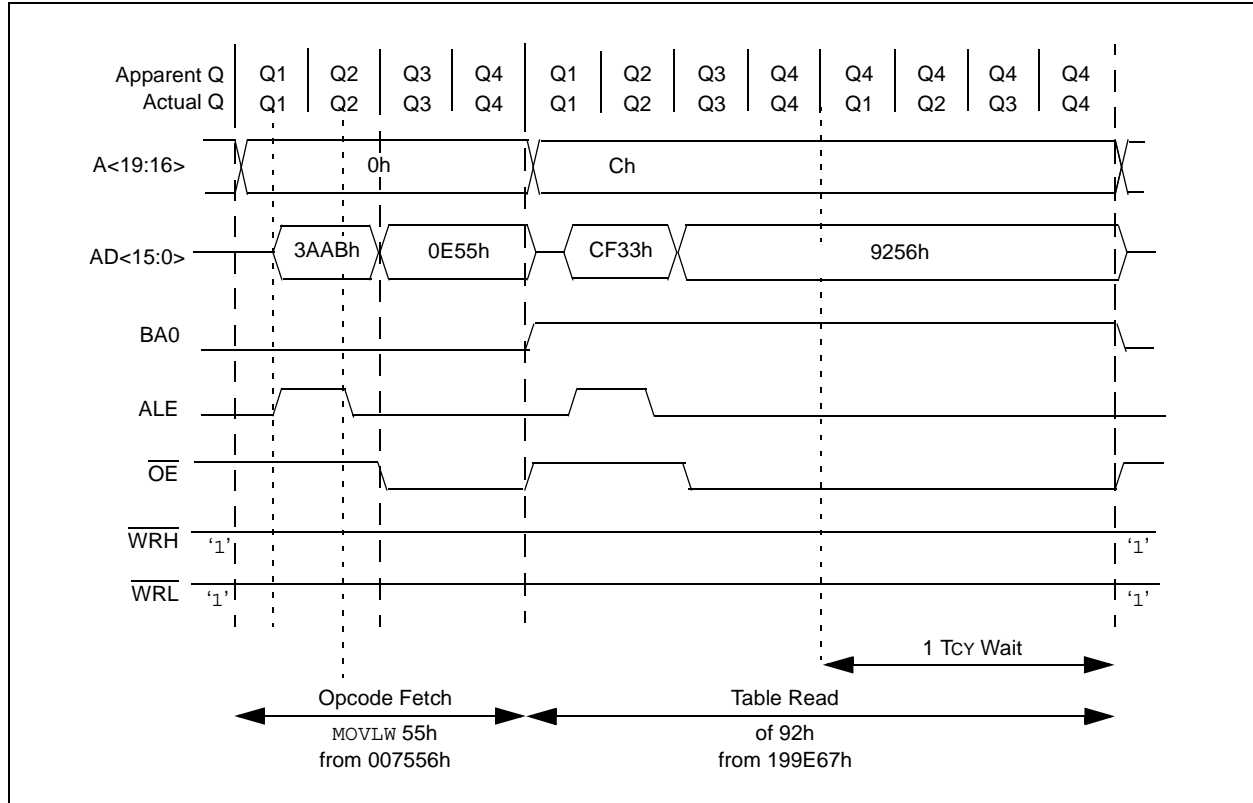 Apparent Q Q1 Q2 Q3 Q4 Q1 Q2 Q3 Q4 Q4 Q4 Q4 Q4
Actual Q Q1 Q2 Q3 Q4 Q1 Q2 Q3 Q4 Q1 Q2 Q3 Q4
A<19:16> 0h Ch
AD<15:0> 3AABh 0E55h CF33h 9256h
BA0
ALE
OE
WRH ‘1’ ‘1’
WRL ‘1’ ‘1’
1 TCY Wait
Opcode Fetch Table Read
MOVLW 55h of 92h
from 007556h from 199E67h